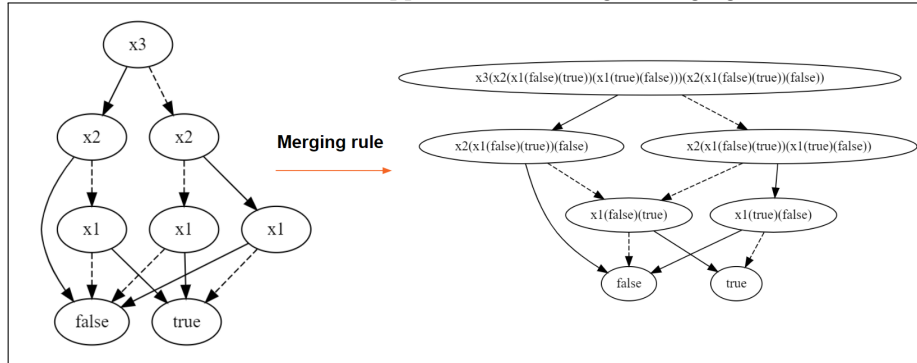 x3
x2 x2
x1 x1 x1
false true
Merging rule
x3(x2(x1(false)(true))(x1(true)(false)))(x2(x1(false)(true))(false))
x2(x1(false)(true))(false) x2(x1(false)(true))(x1(true)(false))
x1(false)(true) x1(true)(false)
false true